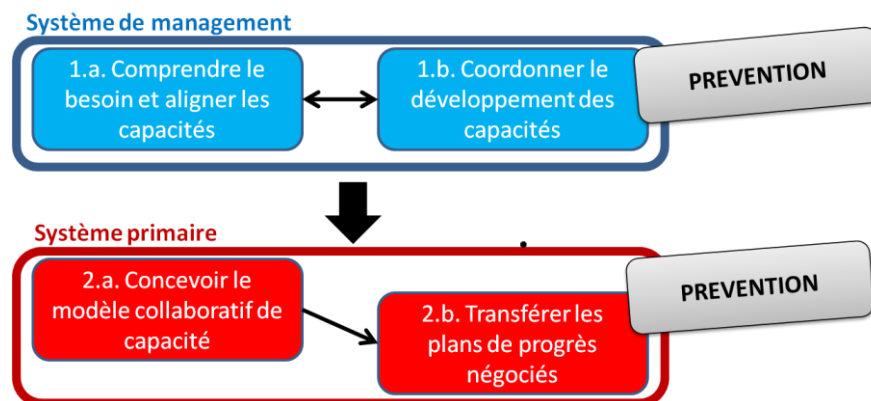 Système de management
1.a. Comprendre le
besoin et aligner les
capacités
1.b. Coordonner le
développement des
capacités
PREVENTION
Système primaire
2.a. Concevoir le
modèle collaboratif de
capacité
2.b. Transférer les
plans de progrès
négociés
PREVENTION